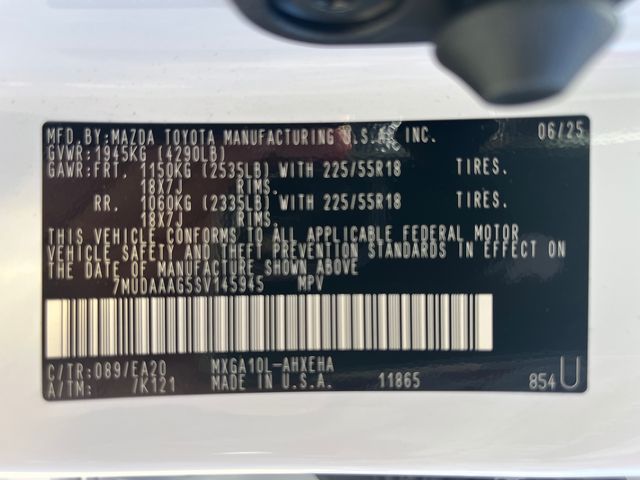 MFD.BY:MAZDA TOYOTA MANUFACTURING U.S.A., INC. 06/25
GVWR:1945KG (4290LB)
GAWR:FRT. 1150KG (2535LB) WITH 225/55R18 TIRES.
18X7J RIMS.
RR. 1060KG (2335LB) WITH 225/55R18 TIRES.
18X7J RIMS.
THIS VEHICLE CONFORMS TO ALL APPLICABLE FEDERAL MOTOR
VEHICLE SAFETY AND THEFT PREVENTION STANDARDS IN EFFECT ON
THE DATE OF MANUFACTURE SHOWN ABOVE
7MUDAAAG5SV145945 MPV
C/TR:089/EA20 MXGA10L-AHXEHA
A/TM: /K121 MADE IN U.S.A. 11865 854U